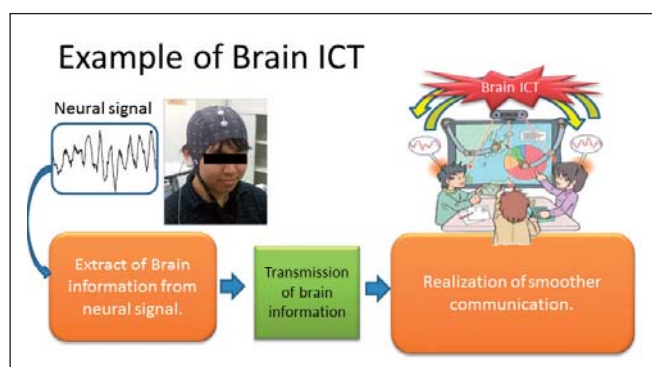 Example of Brain ICT
Brain ICT
Neural signal
Extract of Brain
information from
neural signal.
Transmission
of brain
information
Realization of smoother
communication.